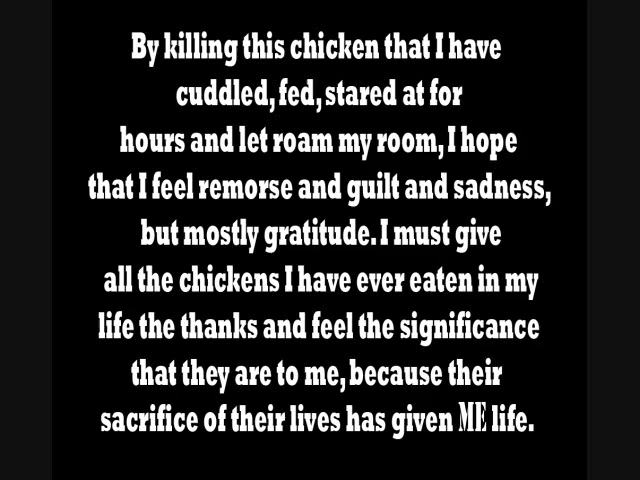 By killing this chicken that I have
cuddled, fed, stared at for
hours and let roam my room, I hope
that I feel remorse and guilt and sadness,
but mostly gratitude. I must give
all the chickens I have ever eaten in my
life the thanks and feel the significance
that they are to me, because their
sacrifice of their lives has given ME life.